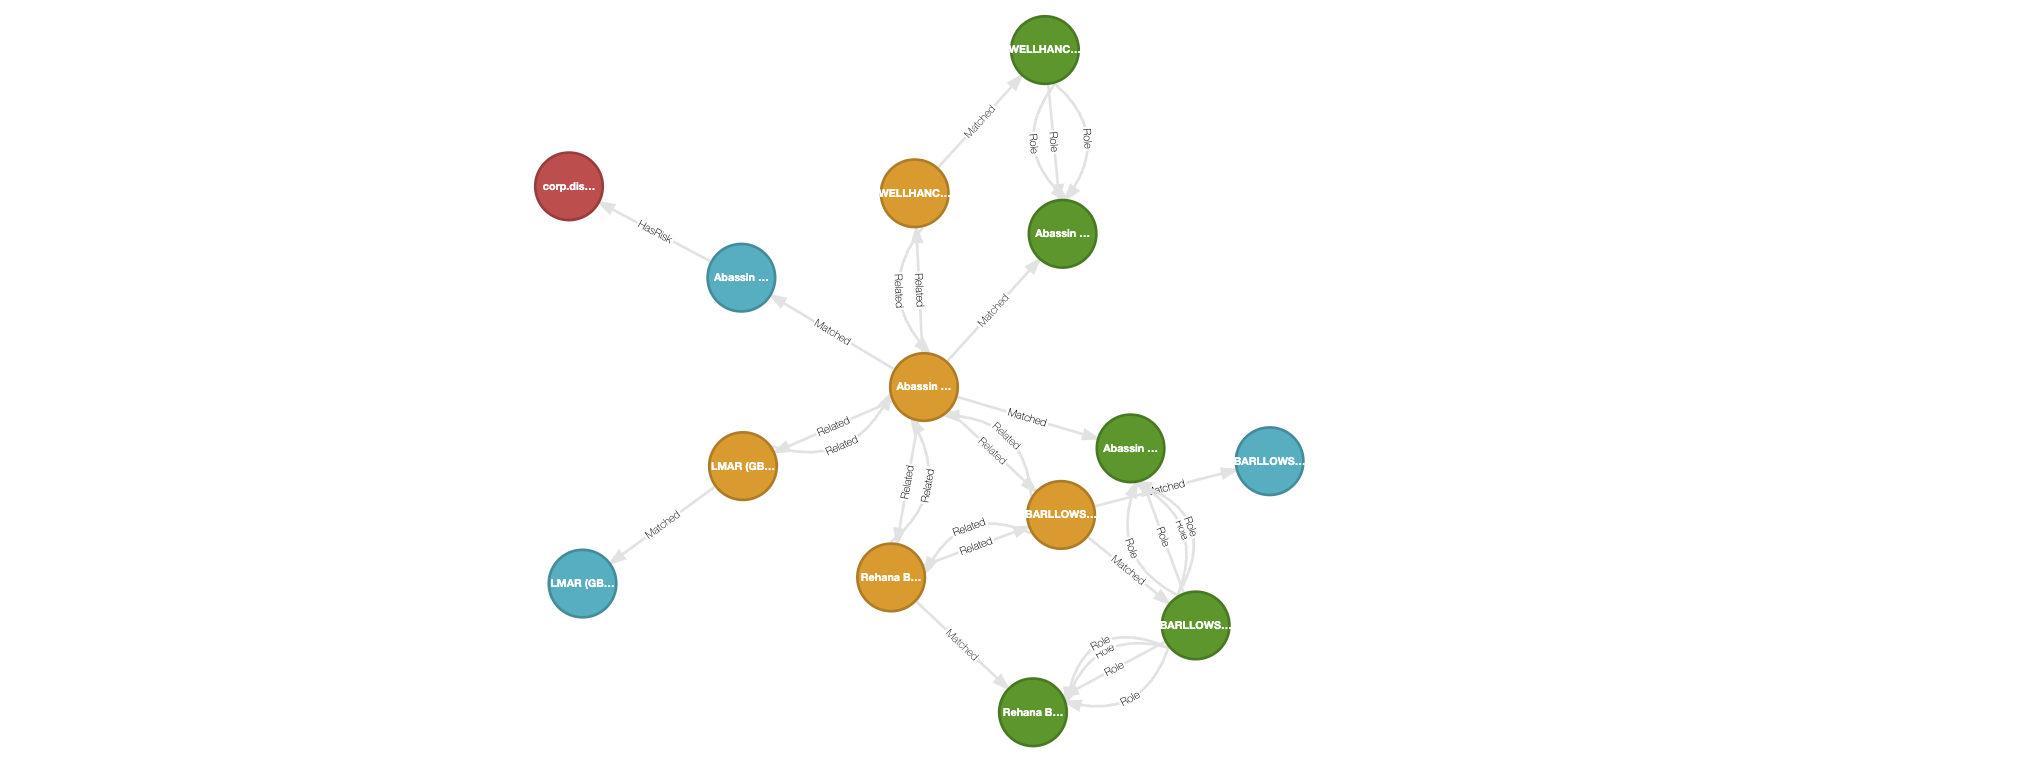 WELLHANC...
Matched
Role
Role
Role
corp.dis...
WELLHANC...
HasRisk
Abassin ...
Abassin ...
Related
Related
Matched
Matched
Abassin ...
Matched
Related
Related
Related
Related
Abassin ...
LMAR (GB...
BARLLOWS...
Related
Related
Matched
Matched
BARLLOWS...
Related
Related
Role
Role
Role
Role
Matched
Rehana B...
LMAR (GB...
Matched
BARLLOWS...
Matched
Role
Role
Role
Role
Rehana B...